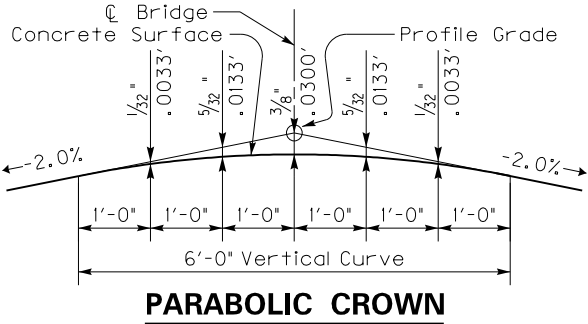 ℄ Bridge
Concrete Surface
Profile Grade
1/32" .0033'
5/32" .0133'
3/8" .0300'
5/32" .0133'
1/32" .0033'
-2.0%
-2.0%
1'-0" 1'-0" 1'-0" 1'-0" 1'-0" 1'-0"
6'-0" Vertical Curve
PARABOLIC CROWN